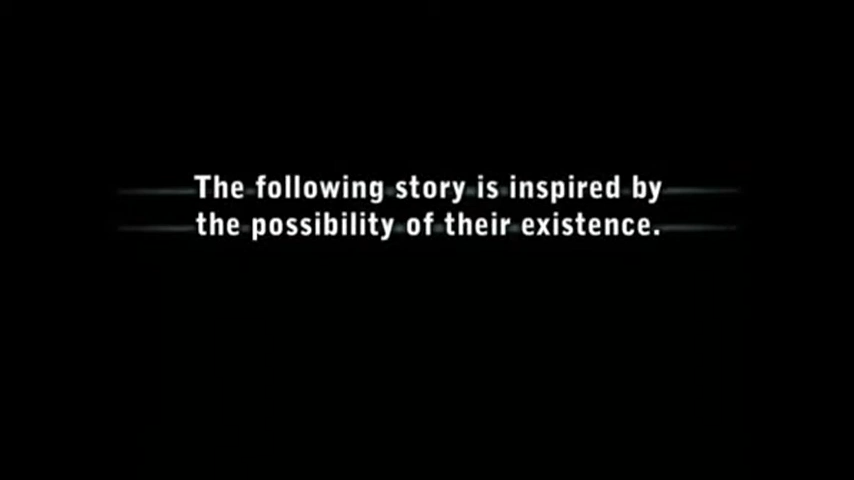 The following story is inspired by
the possibility of their existence.